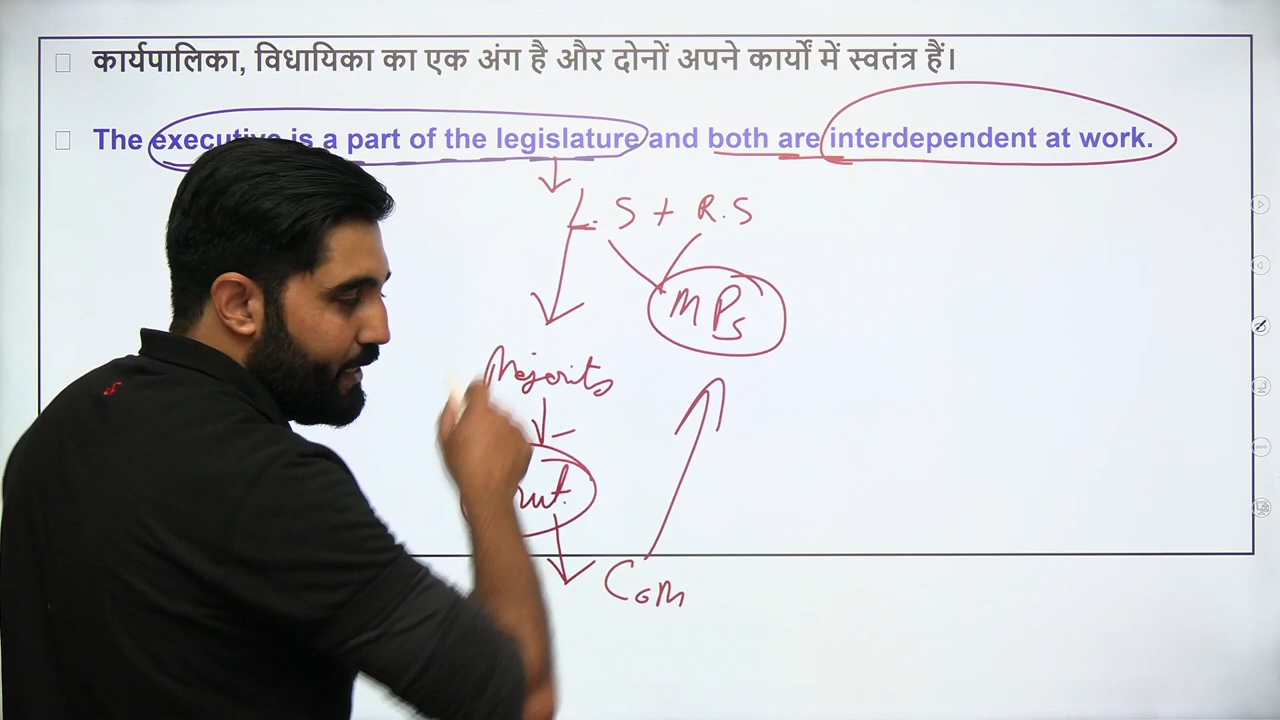 कार्यपालिका, विधायिका का एक अंग है और दोनों अपने कार्यों में स्वतंत्र हैं।
The executive is a part of the legislature and both are interdependent at work.
L.S + R.S
MPs
Majority
COM